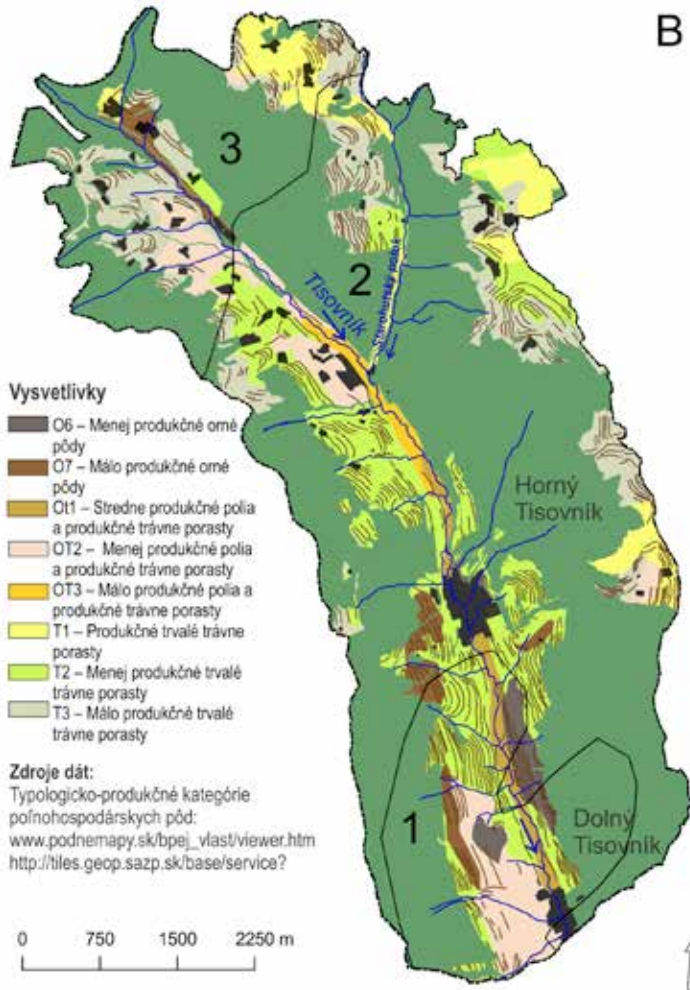 B
3
2
Tisovník
Starohutský potok
Vysvetlivky
O6 – Menej produkčné orné
pôdy
O7 – Málo produkčné orné
pôdy
Ot1 – Stredne produkčné polia
a produkčné trávne porasty
OT2 – Menej produkčné polia
a produkčné trávne porasty
OT3 – Málo produkčné polia a
produkčné trávne porasty
T1 – Produkčné trvalé trávne
porasty
T2 – Menej produkčné trvalé
trávne porasty
T3 – Málo produkčné trvalé
trávne porasty
Horný
Tisovník
Zdroje dát:
Typologicko-produkčné kategórie
poľnohospodárskych pôd:
www.podnemapy.sk/bpej_vlast/viewer.htm
http://tiles.geop.sazp.sk/base/service?
1
Dolný
Tisovník
0 750 1500 2250 m